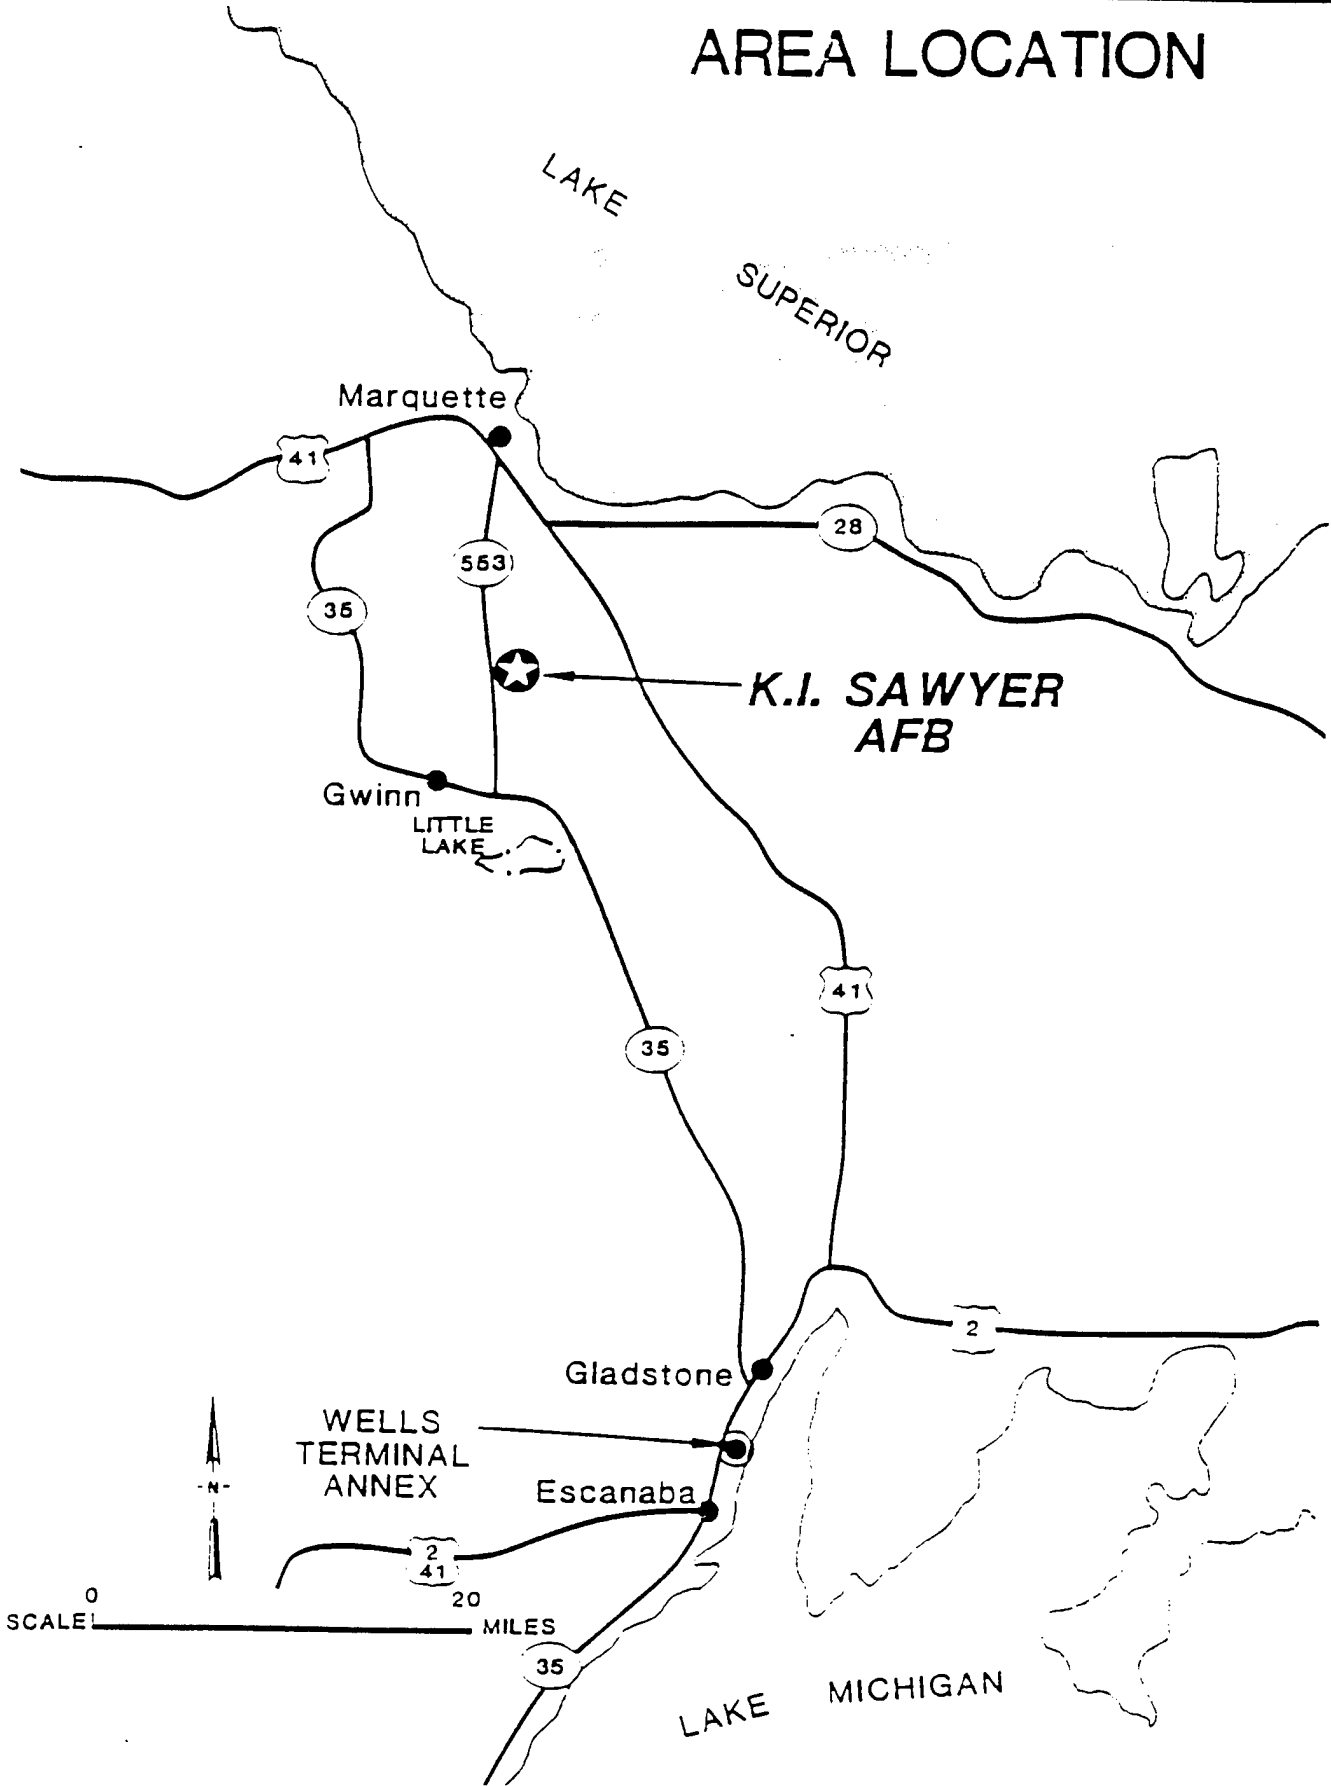 AREA LOCATION
LAKE
SUPERIOR
Marquette
41
28
553
35
K.I. SAWYER
AFB
Gwinn
LITTLE
LAKE
41
35
2
Gladstone
WELLS
TERMINAL
ANNEX
-N-
Escanaba
2
41
0 20
SCALE MILES
35
LAKE MICHIGAN